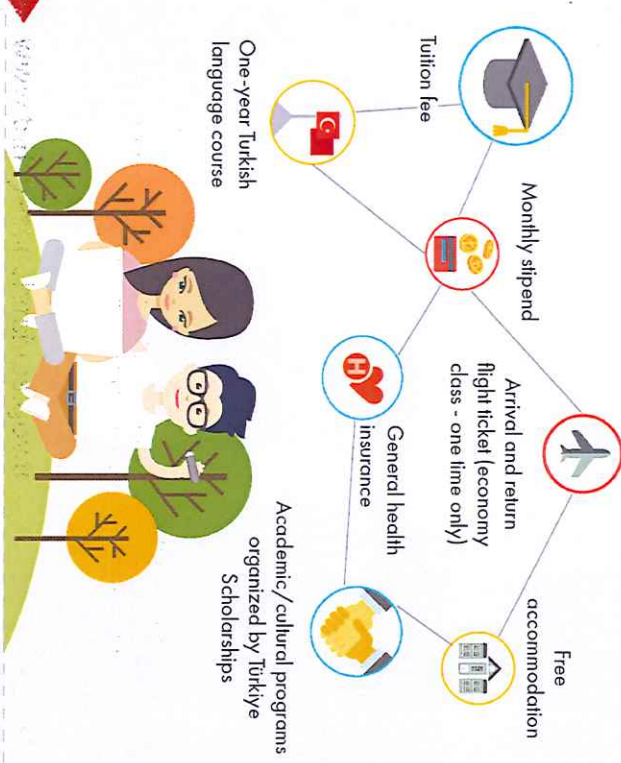 Tuition fee
Monthly stipend
Arrival and return
flight ticket (economy
class - one time only)
Free
accommodation
One-year Turkish
language course
General health
insurance
Academic/cultural programs
organized by Türkiye
Scholarships
H